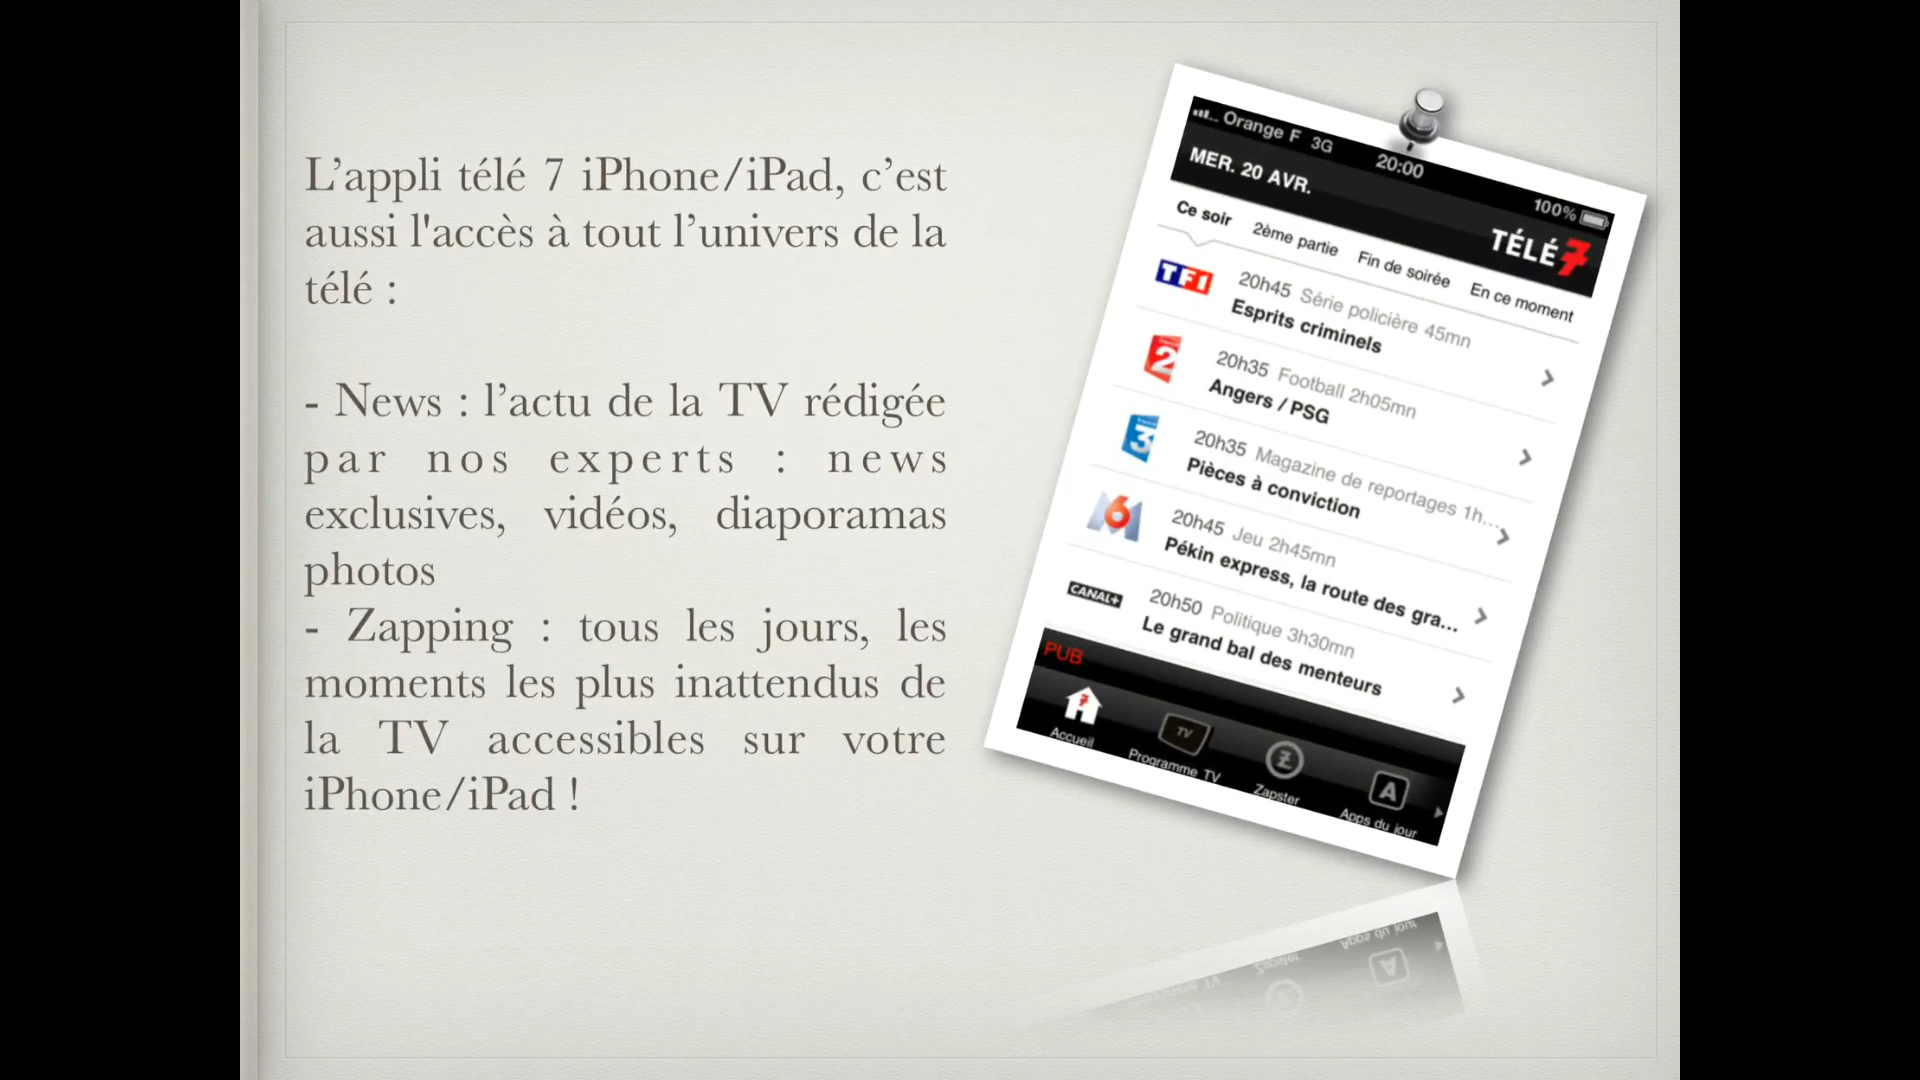 L’appli télé 7 iPhone/iPad, c’est
aussi l'accès à tout l’univers de la
télé :
- News : l’actu de la TV rédigée
par nos experts : news
exclusives, vidéos, diaporamas
photos
- Zapping : tous les jours, les
moments les plus inattendus de
la TV accessibles sur votre
iPhone/iPad !
Orange F 3G 20:00 100%
MER. 20 AVR.
TÉLÉ 7
Ce soir 2ème partie Fin de soirée En ce moment
TF1 20h45 Série policière 45mn
Esprits criminels
2 20h35 Football 2h05mn
Angers / PSG
3 20h35 Magazine de reportages 1h...
Pièces à conviction
M6 20h45 Jeu 2h45mn
Pékin express, la route des gra...
CANAL+ 20h50 Politique 3h30mn
Le grand bal des menteurs
PUB
7 TV Z A
Accueil Programme TV Zapster Apps du jour